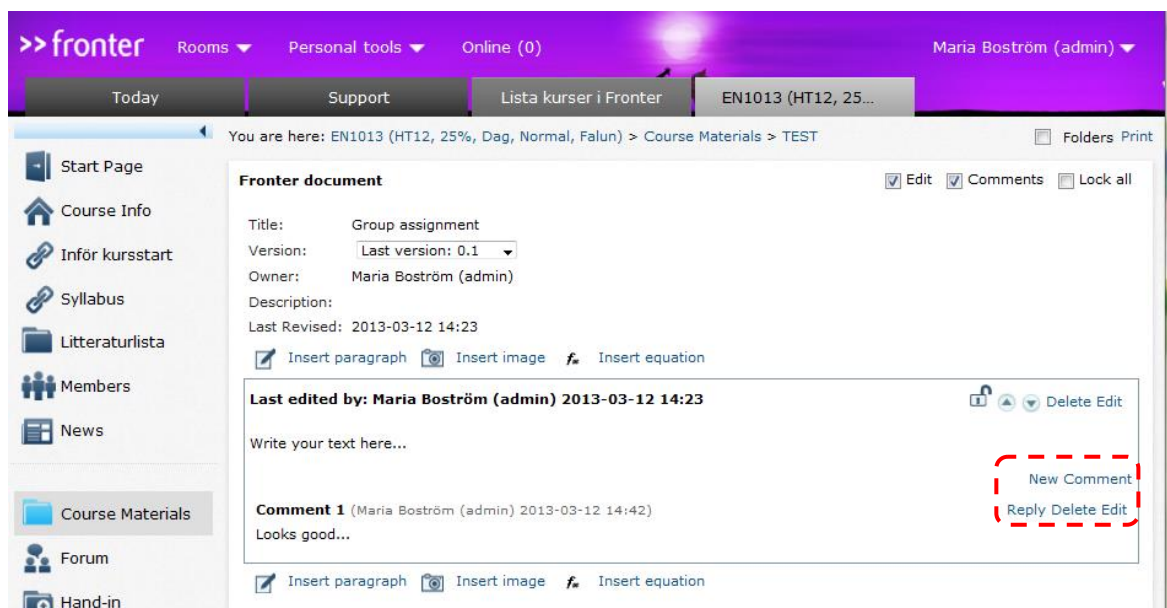 >> fronter Rooms Personal tools Online (0) Maria Boström (admin)
Today Support Lista kurser i Fronter EN1013 (HT12, 25...
You are here: EN1013 (HT12, 25%, Dag, Normal, Falun) > Course Materials > TEST Folders Print
Start Page
Course Info
Inför kursstart
Syllabus
Litteraturlista
Members
News
Course Materials
Forum
Hand-in
Fronter document Edit Comments Lock all
Title: Group assignment
Version: Last version: 0.1
Owner: Maria Boström (admin)
Description:
Last Revised: 2013-03-12 14:23
Insert paragraph Insert image Insert equation
Last edited by: Maria Boström (admin) 2013-03-12 14:23 Delete Edit
Write your text here...
New Comment
Comment 1 (Maria Boström (admin) 2013-03-12 14:42) Reply Delete Edit
Looks good...
Insert paragraph Insert image Insert equation